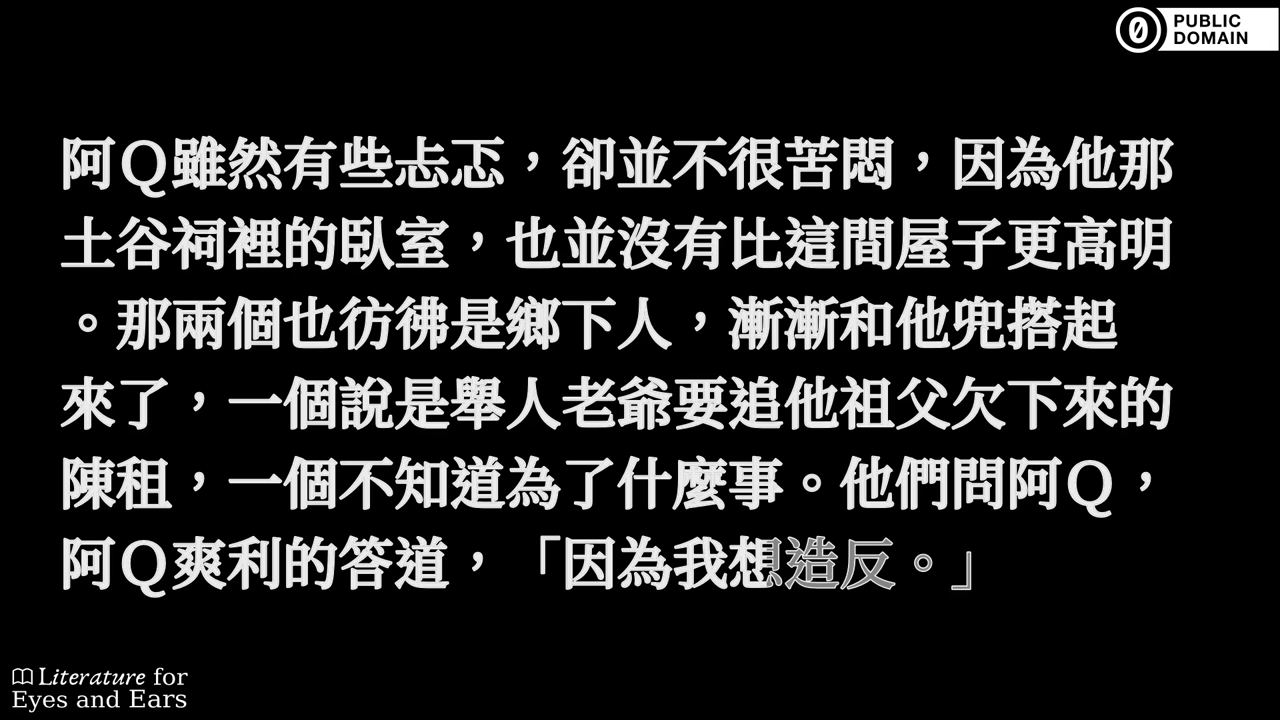 PUBLIC
DOMAIN
阿Q雖然有些忐忑，卻並不很苦悶，因為他那
土谷祠裡的臥室，也並沒有比這間屋子更高明
。那兩個也彷彿是鄉下人，漸漸和他兜搭起
來了，一個說是舉人老爺要追他祖父欠下來的
陳租，一個不知道為了什麼事。他們問阿Q，
阿Q爽利的答道，「因為我想造反。」
Literature for
Eyes and Ears